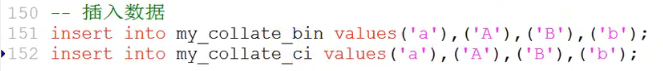 150 -- 插入数据
151 insert into my_collate_bin values('a'),('A'),('B'),('b');
152 insert into my_collate_ci values('a'),('A'),('B'),('b');